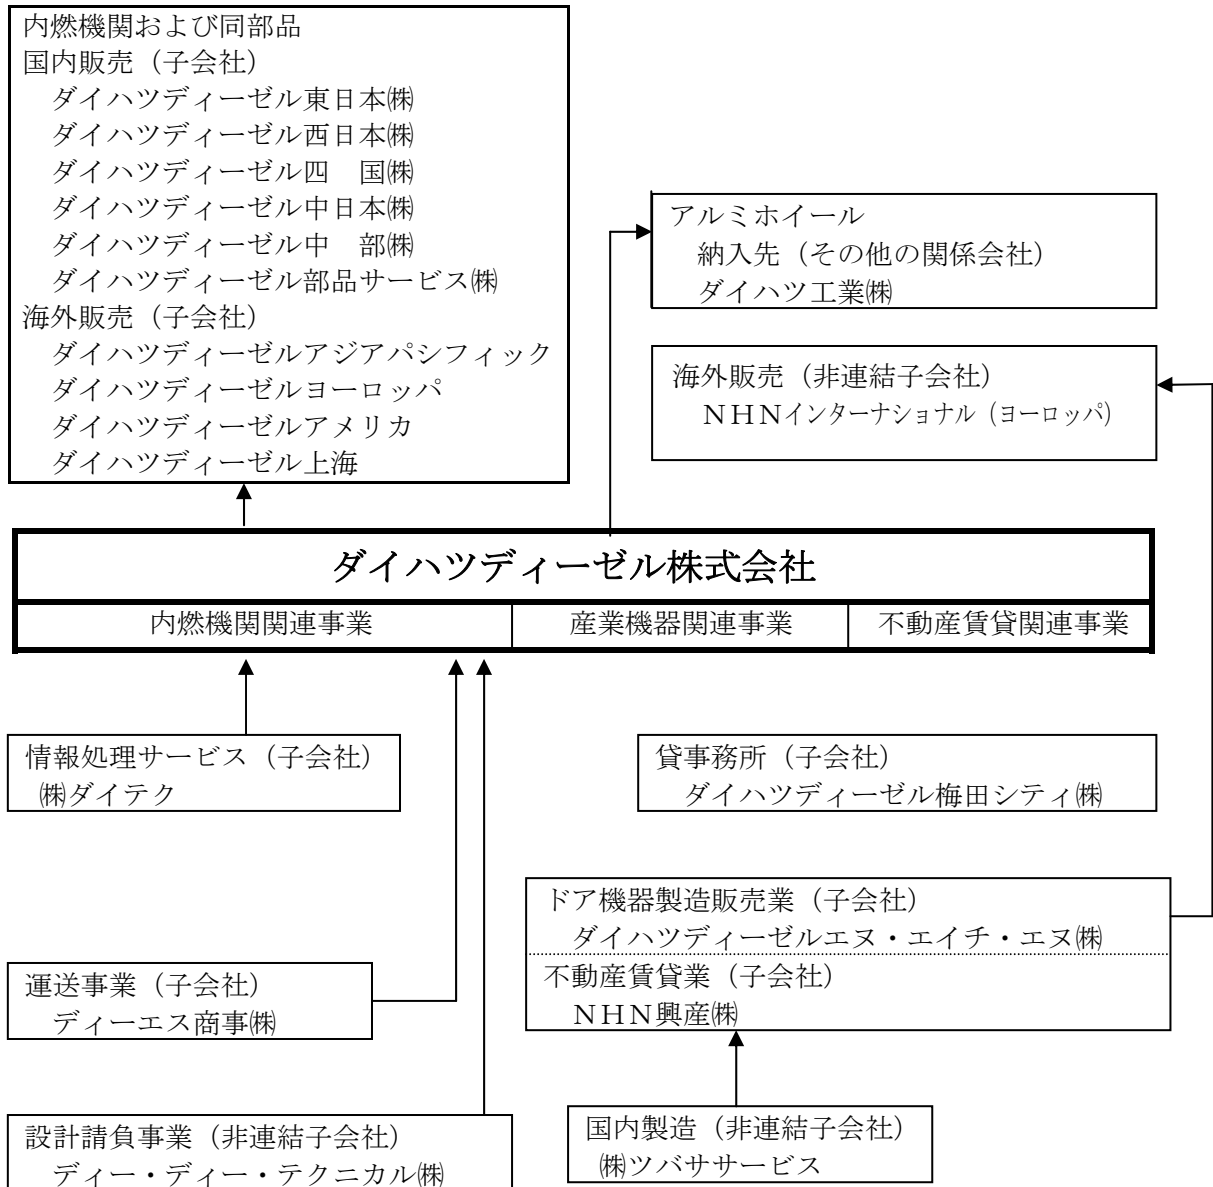 内燃機関および同部品
国内販売（子会社）
ダイハツディーゼル東日本㈱
ダイハツディーゼル西日本㈱
ダイハツディーゼル四　国㈱
ダイハツディーゼル中日本㈱
ダイハツディーゼル中　部㈱
ダイハツディーゼル部品サービス㈱
海外販売（子会社）
ダイハツディーゼルアジアパシフィック
ダイハツディーゼルヨーロッパ
ダイハツディーゼルアメリカ
ダイハツディーゼル上海
アルミホイール
納入先（その他の関係会社）
ダイハツ工業㈱
海外販売（非連結子会社）
ＮＨＮインターナショナル（ヨーロッパ）
ダイハツディーゼル株式会社
内燃機関関連事業
産業機器関連事業
不動産賃貸関連事業
情報処理サービス（子会社）
㈱ダイテク
貸事務所（子会社）
ダイハツディーゼル梅田シティ㈱
ドア機器製造販売業（子会社）
ダイハツディーゼルエヌ・エイチ・エヌ㈱
不動産賃貸業（子会社）
ＮＨＮ興産㈱
運送事業（子会社）
ディーエス商事㈱
設計請負事業（非連結子会社）
ディー・ディー・テクニカル㈱
国内製造（非連結子会社）
㈱ツバササービス